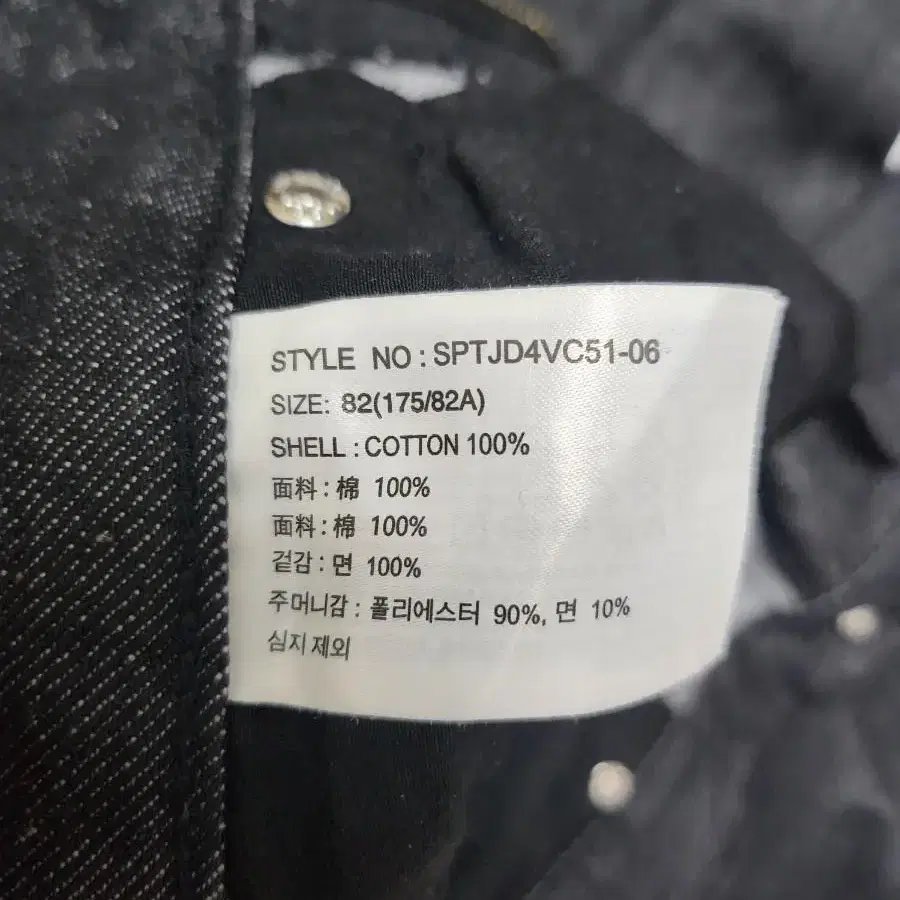 STYLE NO : SPTJD4VC51-06
SIZE: 82(175/82A)
SHELL : COTTON 100%
面料 : 棉 100%
面料 : 棉 100%
겉감 : 면 100%
주머니감 : 폴리에스터 90%, 면 10%
심지 제외